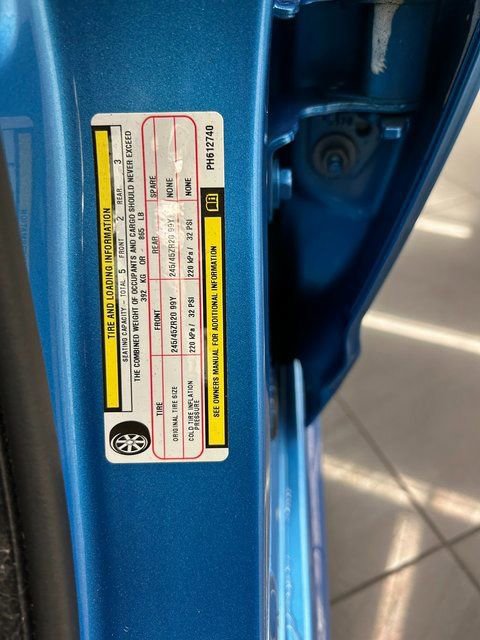 TIRE AND LOADING INFORMATION
SEATING CAPACITY - TOTAL 5 FRONT 2 REAR 3
THE COMBINED WEIGHT OF OCCUPANTS AND CARGO SHOULD NEVER EXCEED
392 KG OR 865 LB
TIRE FRONT REAR SPARE
ORIGINAL TIRE SIZE 245/45ZR20 99Y 245/45ZR20 99Y NONE
COLD TIRE INFLATION PRESSURE 220 kPa / 32 PSI 220 kPa / 32 PSI NONE
SEE OWNERS MANUAL FOR ADDITIONAL INFORMATION
PH612740